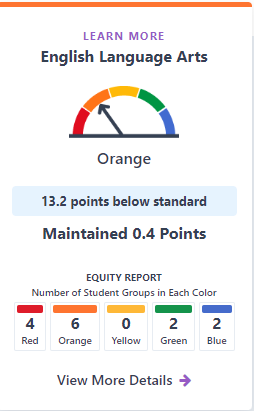 LEARN MORE
English Language Arts
Orange
13.2 points below standard
Maintained 0.4 Points
EQUITY REPORT
Number of Student Groups in Each Color
4 6 0 2 2
Red Orange Yellow Green Blue
View More Details